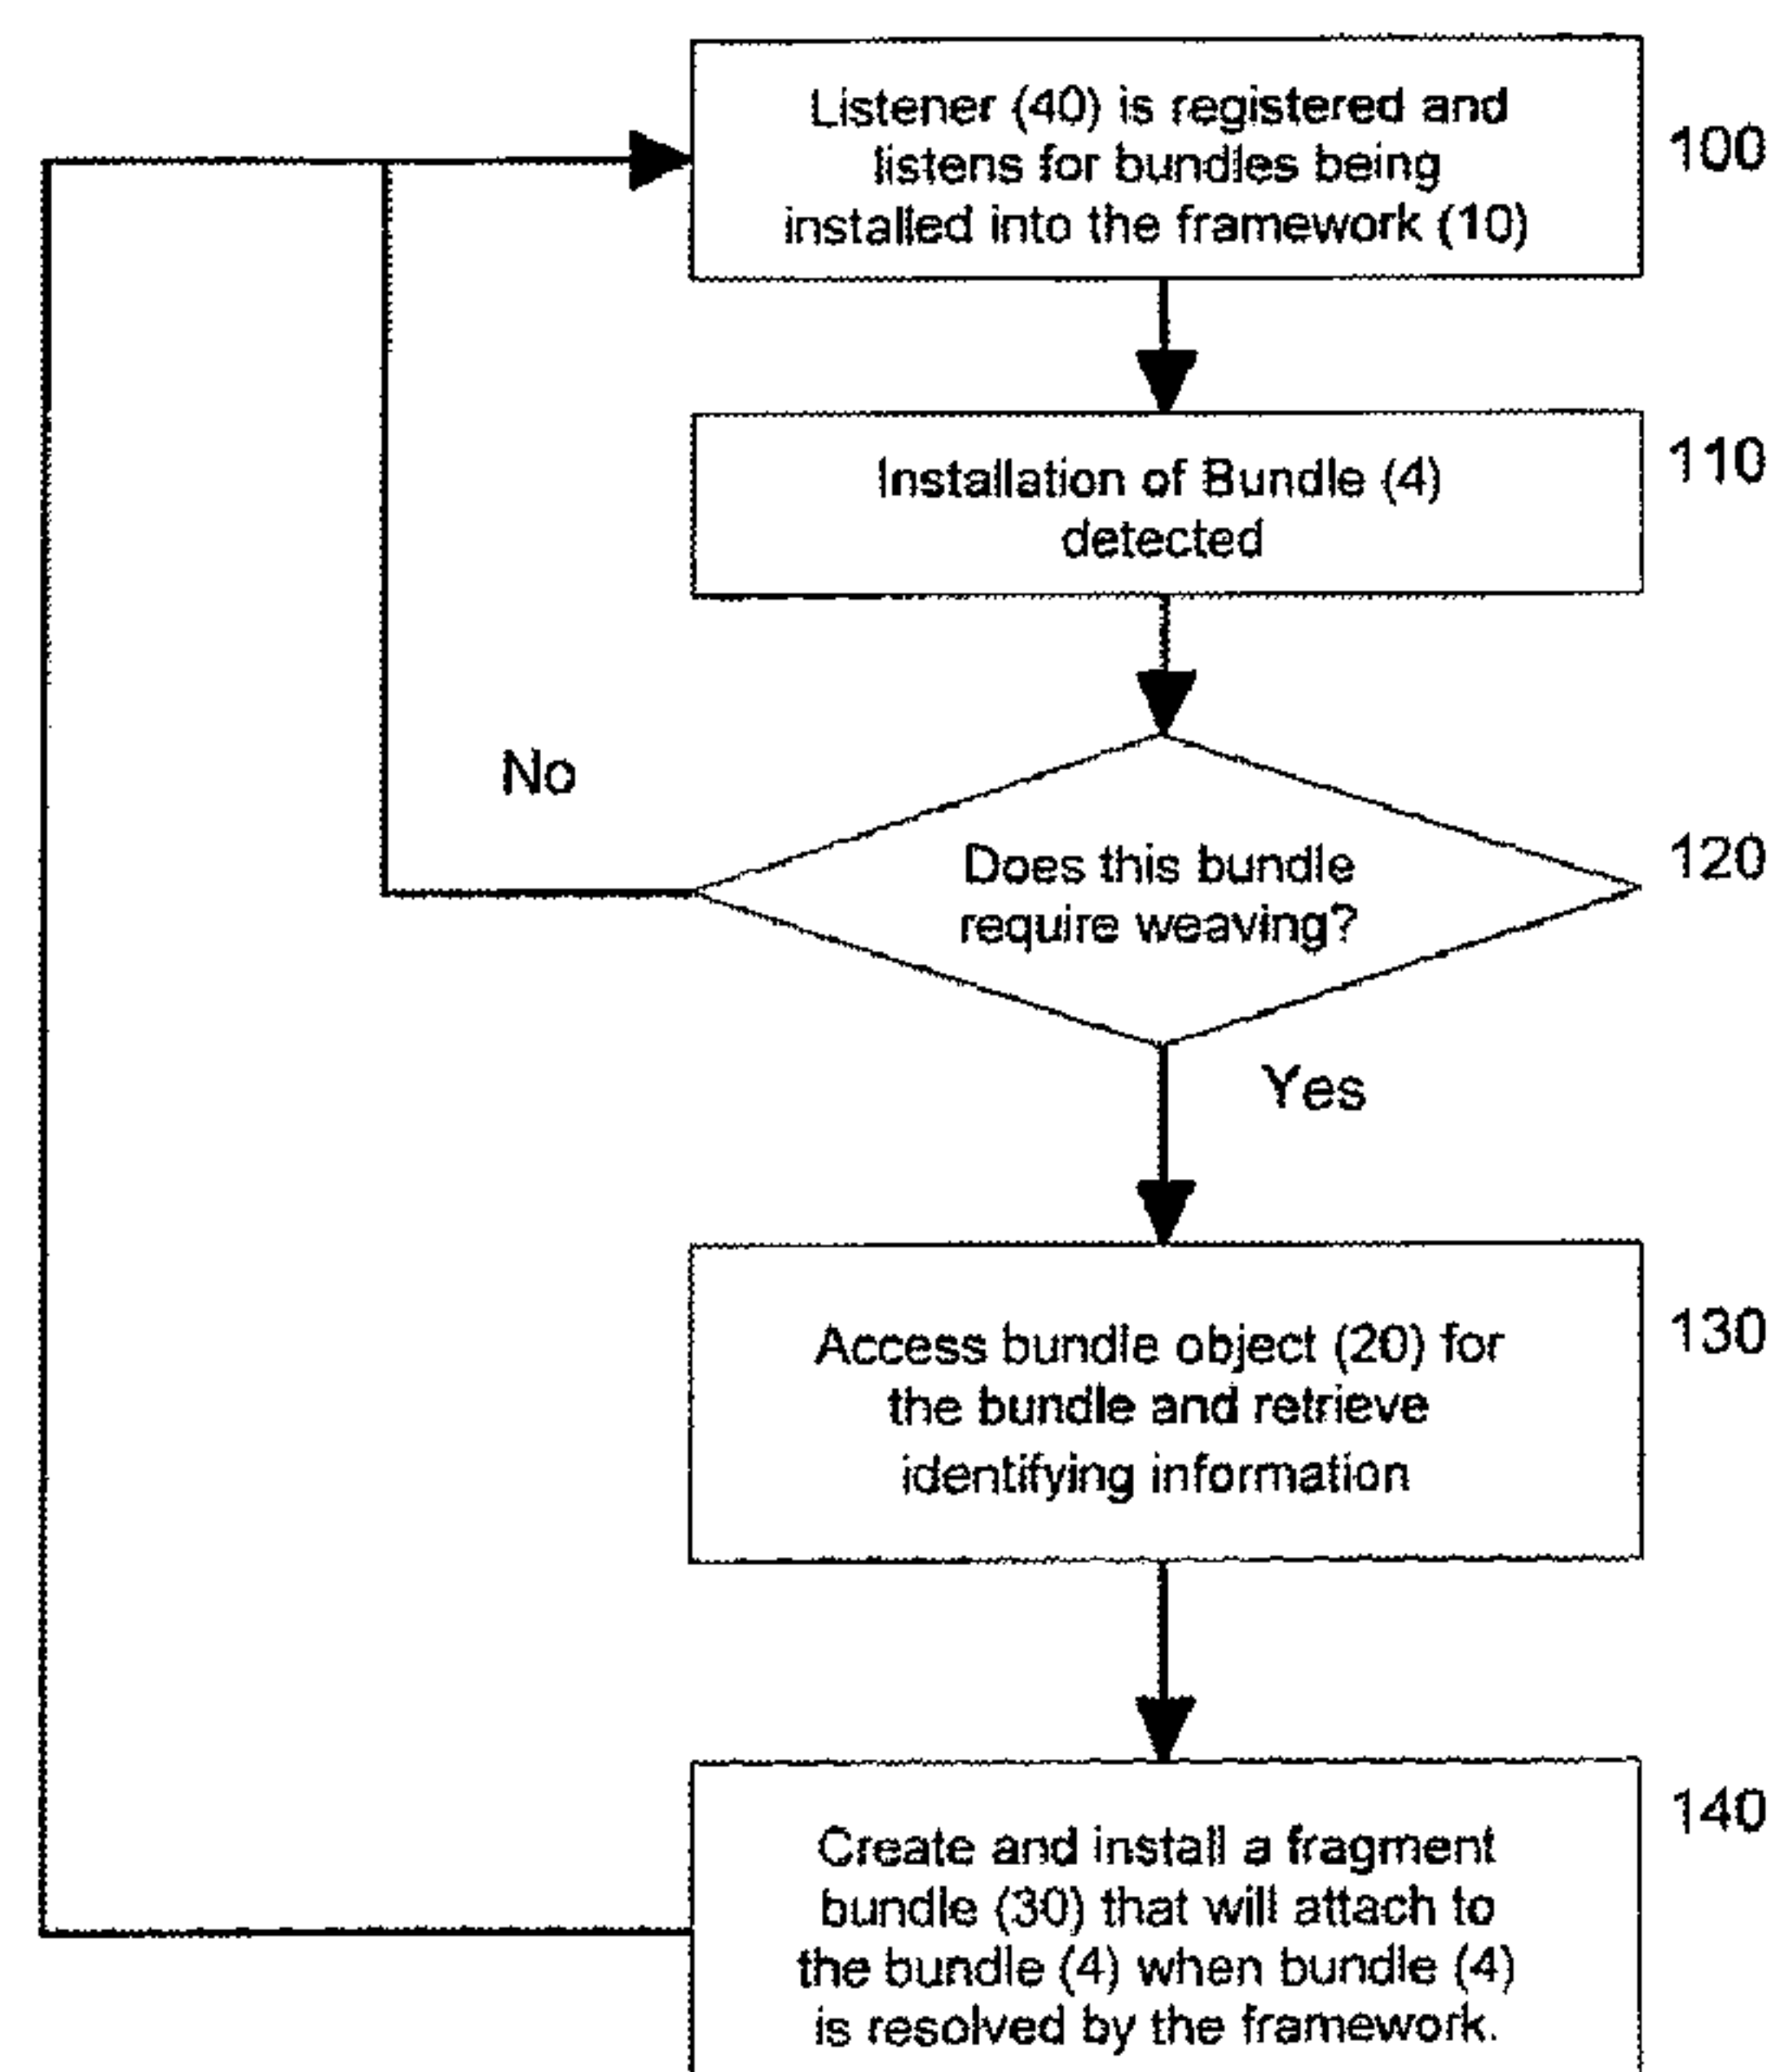 Listener (40) is registered and
listens for bundles being
installed into the framework (10)
100
Installation of Bundle (4)
detected
110
No
Does this bundle
require weaving?
120
Yes
Access bundle object (20) for
the bundle and retrieve
identifying information
130
Create and install a fragment
bundle (30) that will attach to
the bundle (4) when bundle (4)
is resolved by the framework.
140